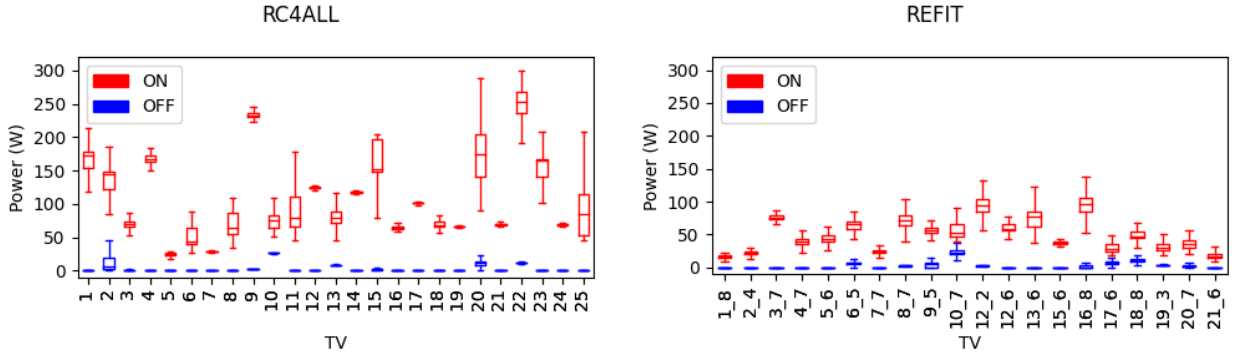 RC4ALL
300
250
200
150
100
50
0
Power (W)
ON
OFF
1 2 3 4 5 6 7 8 9 10 11 12 13 14 15 16 17 18 19 20 21 22 23 24 25
TV
REFIT
300
250
200
150
100
50
0
Power (W)
ON
OFF
1_8 2_4 3_7 4_7 5_6 6_5 7_7 8_7 9_5 10_7 12_2 12_6 13_6 15_6 16_8 17_6 18_8 19_3 20_7 21_6
TV